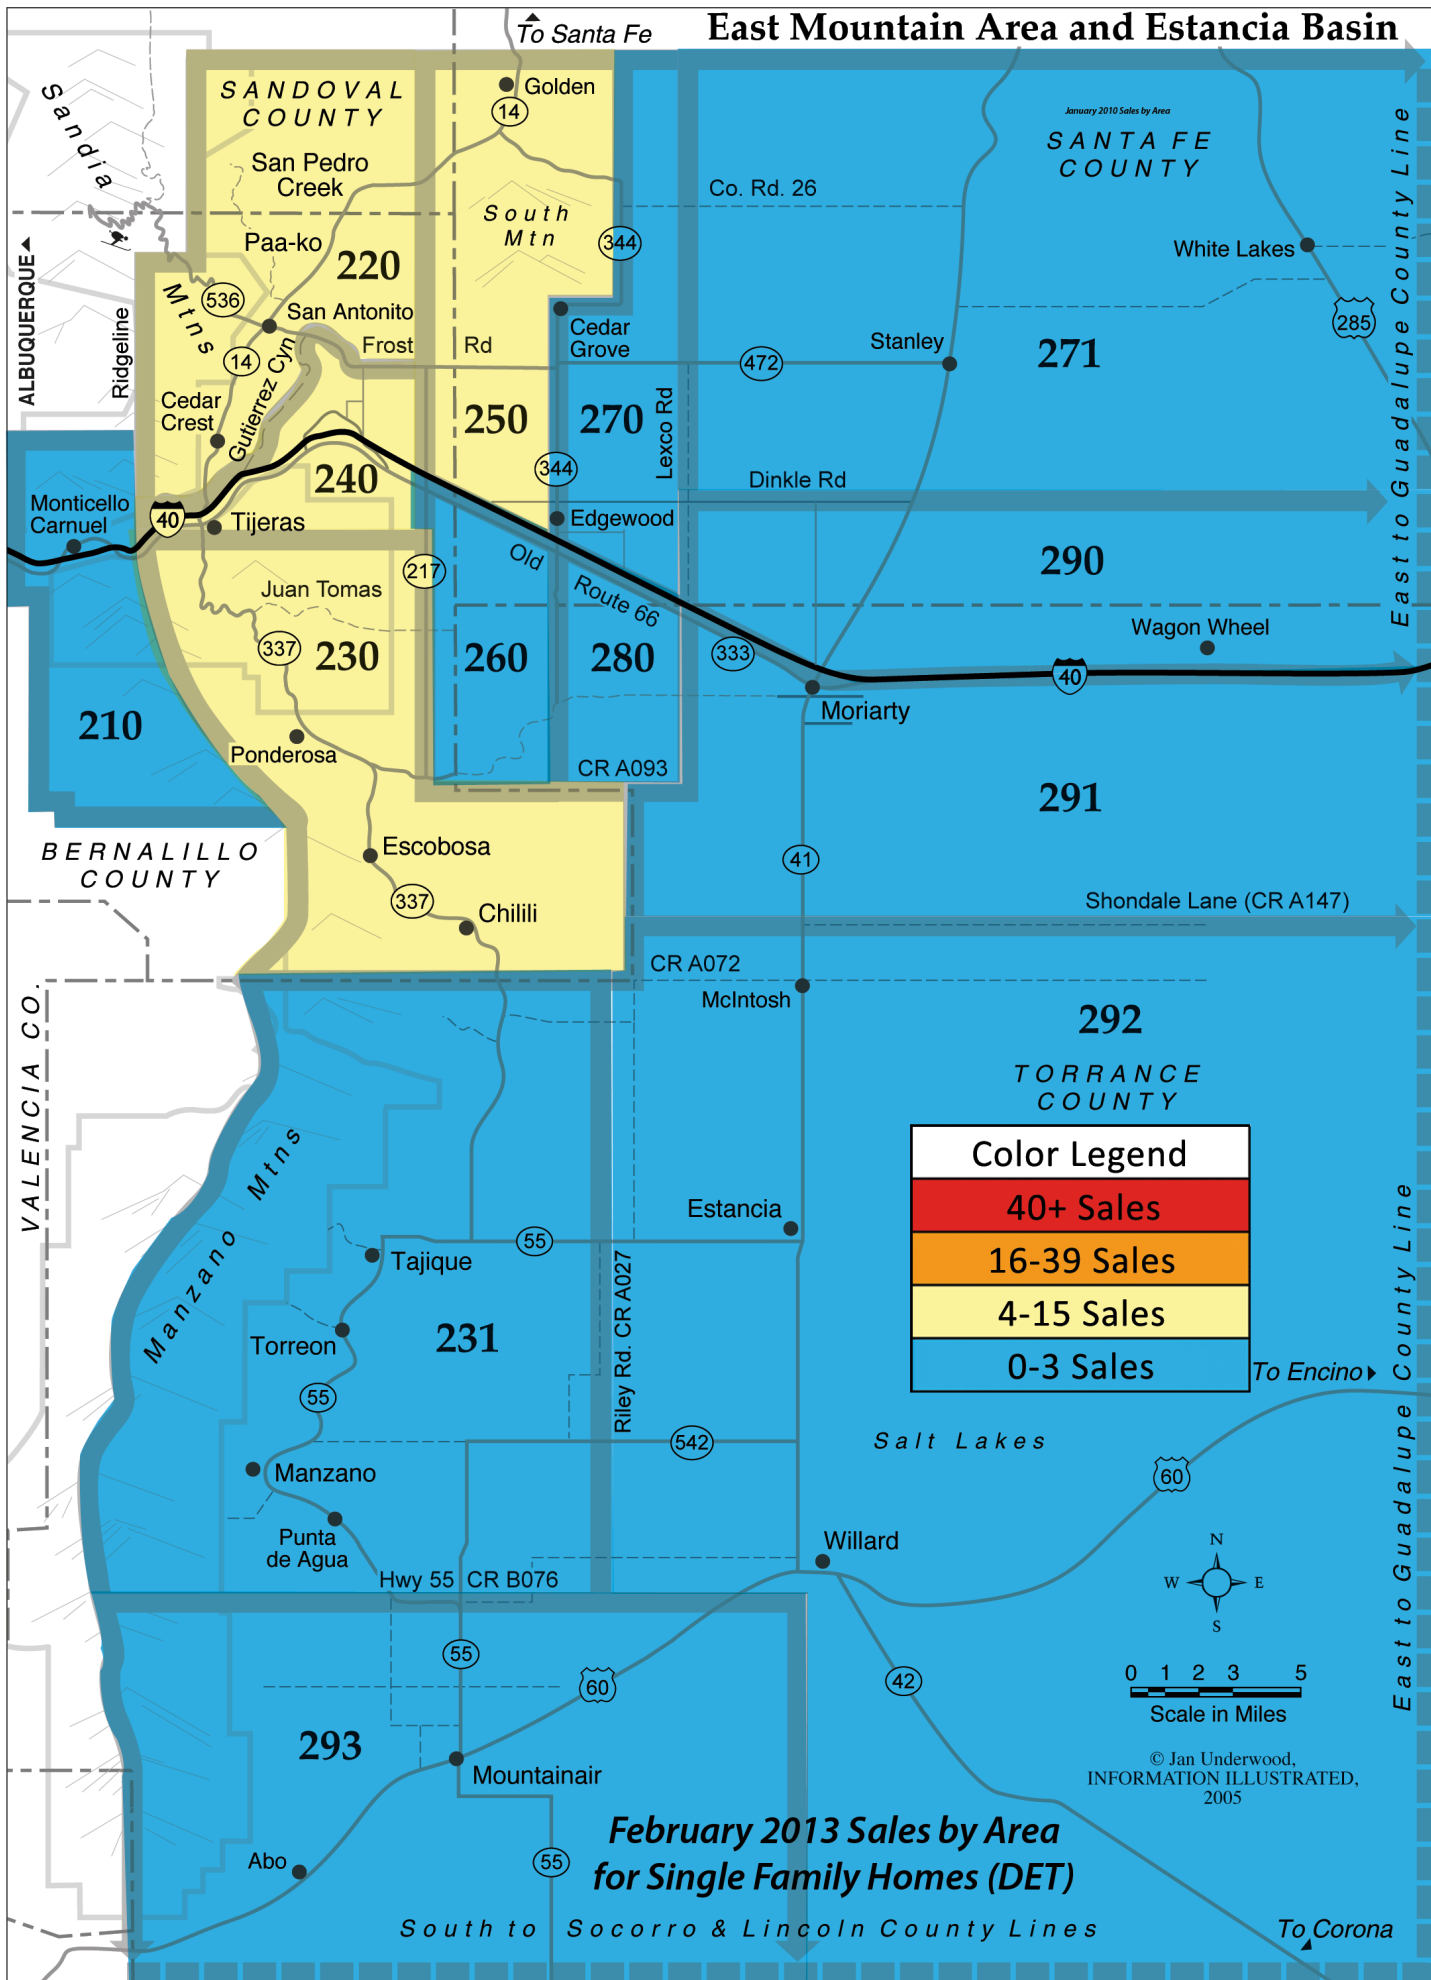 East Mountain Area and Estancia Basin
To Santa Fe
January 2010 Sales by Area
SANDOVAL
COUNTY
Golden
14
SANTA FE
COUNTY
Sandia
Mtns
San Pedro
Creek
Co. Rd. 26
South
Mtn
344
Paa-ko
220
White Lakes
ALBUQUERQUE
Ridgeline
536
San Antonito
285
Cedar
Grove
Frost
Rd
472
Stanley
271
14
Gutierrez Cyn
Cedar
Crest
250
270
Lexco Rd
East to Guadalupe County Line
240
344
Dinkle Rd
Monticello
Carnuel
40
Tijeras
Edgewood
Old
Route 66
290
217
Juan Tomas
Wagon Wheel
337
230
260
280
333
40
Moriarty
210
Ponderosa
CR A093
291
BERNALILLO
COUNTY
Escobosa
41
337
Chilili
Shondale Lane (CR A147)
CR A072
McIntosh
292
VALENCIA CO.
TORRANCE
COUNTY
Color Legend
40+ Sales
16-39 Sales
4-15 Sales
0-3 Sales
Manzano Mtns
Estancia
55
Tajique
Riley Rd. CR A027
231
Torreon
To Encino
55
East to Guadalupe County Line
Salt Lakes
542
60
Manzano
Punta
de Agua
Willard
N
W
E
S
Hwy 55
CR B076
55
60
42
0 1 2 3 5
Scale in Miles
293
© Jan Underwood,
INFORMATION ILLUSTRATED,
2005
Mountainair
February 2013 Sales by Area
for Single Family Homes (DET)
Abo
55
South to Socorro & Lincoln County Lines
To Corona